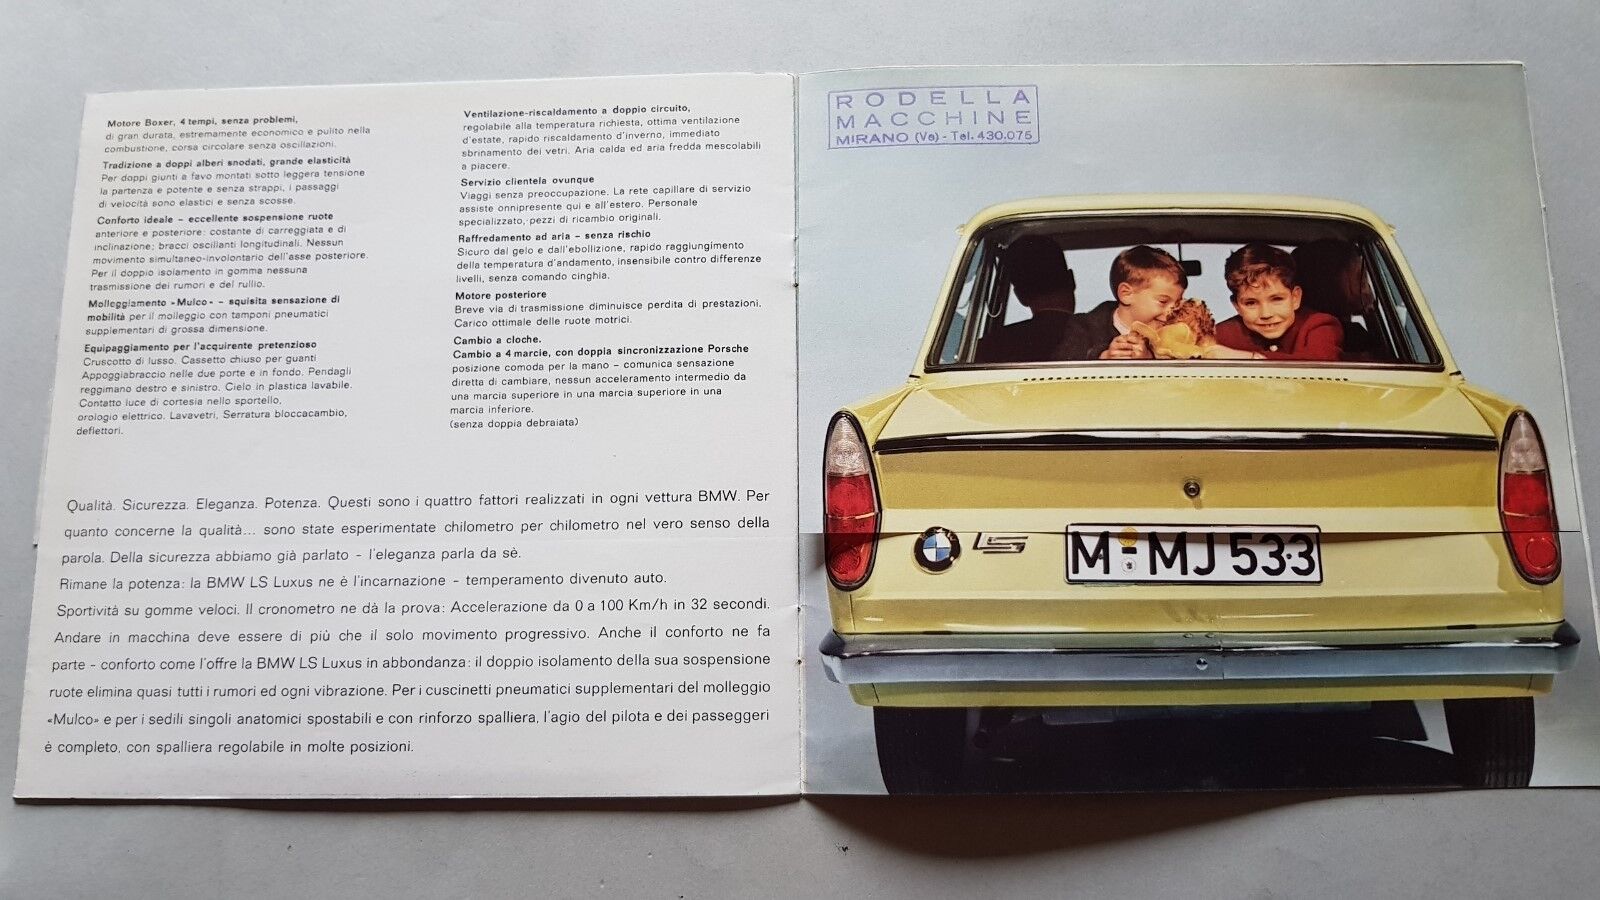 Motore Boxer, 4 tempi, senza problemi,
di gran durata, estremamente economico e pulito nella
combustione, corsa circolare senza oscillazioni.
Tradizione a doppi alberi snodati, grande elasticità
Per doppi giunti a favo montati sotto leggera tensione
la partenza e potente e senza strappi, i passaggi
di velocità sono elastici e senza scosse.
Conforto ideale – eccellente sospensione ruote
anteriore e posteriore: costante di carreggiata e di
inclinazione; bracci oscillanti longitudinali. Nessun
movimento simultaneo-involontario dell'asse posteriore.
Per il doppio isolamento in gomma nessuna
trasmissione dei rumori e del rullio.
Molleggiamento »Mulco« – squisita sensazione di
mobilità per il molleggio con tamponi pneumatici
supplementari di grossa dimensione.
Equipaggiamento per l'acquirente pretenzioso
Cruscotto di lusso. Cassetto chiuso per guanti
Appoggiabraccio nelle due porte e in fondo. Pendagli
reggimano destro e sinistro. Cielo in plastica lavabile.
Contatto luce di cortesia nello sportello,
orologio elettrico. Lavavetri, Serratura bloccacambio,
deflettori.
Ventilazione-riscaldamento a doppio circuito,
regolabile alla temperatura richiesta, ottima ventilazione
d'estate, rapido riscaldamento d'inverno, immediato
sbrinamento dei vetri. Aria calda ed aria fredda mescolabili
a piacere.
Servizio clientela ovunque
Viaggi senza preoccupazione. La rete capillare di servizio
assiste onnipresente qui e all'estero. Personale
specializzato, pezzi di ricambio originali.
Raffredamento ad aria – senza rischio
Sicuro dal gelo e dall'ebollizione, rapido raggiungimento
della temperatura d'andamento, insensibile contro differenze
livelli, senza comando cinghia.
Motore posteriore
Breve via di trasmissione diminuisce perdita di prestazioni.
Carico ottimale delle ruote motrici.
Cambio a cloche.
Cambio a 4 marcie, con doppia sincronizzazione Porsche
posizione comoda per la mano – comunica sensazione
diretta di cambiare, nessun acceleramento intermedio da
una marcia superiore in una marcia superiore in una
marcia inferiore.
(senza doppia debraiata)
Qualità. Sicurezza. Eleganza. Potenza. Questi sono i quattro fattori realizzati in ogni vettura BMW. Per
quanto concerne la qualità... sono state esperimentate chilometro per chilometro nel vero senso della
parola. Della sicurezza abbiamo già parlato – l'eleganza parla da sè.
Rimane la potenza: la BMW LS Luxus ne è l'incarnazione – temperamento divenuto auto.
Sportività su gomme veloci. Il cronometro ne dà la prova: Accelerazione da 0 a 100 Km/h in 32 secondi.
Andare in macchina deve essere di più che il solo movimento progressivo. Anche il conforto ne fa
parte – conforto come l'offre la BMW LS Luxus in abbondanza: il doppio isolamento della sua sospensione
ruote elimina quasi tutti i rumori ed ogni vibrazione. Per i cuscinetti pneumatici supplementari del molleggio
«Mulco» e per i sedili singoli anatomici spostabili e con rinforzo spalliera, l'agio del pilota e dei passeggeri
è completo, con spalliera regolabile in molte posizioni.
RODELLA
MACCHINE
MIRANO (Ve) - Tel. 430.075
BMW LS M MJ 533